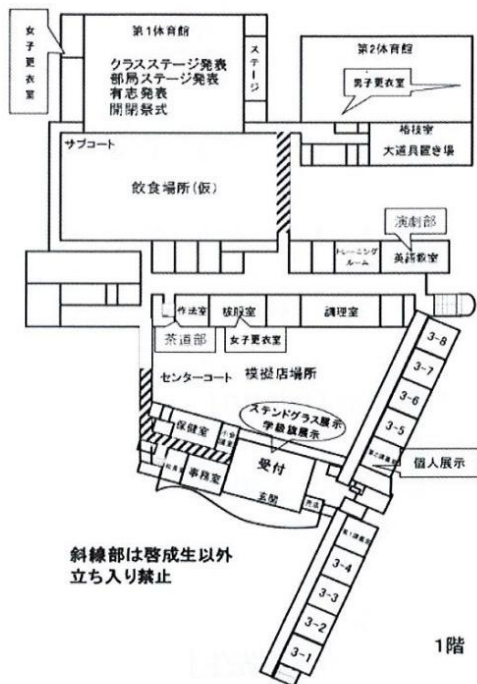 女子更衣室
第1体育館
クラスステージ発表
部局ステージ発表
有志発表
開閉祭式
ステージ
第2体育館
男子更衣室
格技室
大道具置き場
サブコート
飲食場所(仮)
演劇部
トレーニング
ルーム
英語教室
作法室
被服室
調理室
茶道部
女子更衣室
センターコート
模擬店場所
3-8
3-7
3-6
3-5
ステンドグラス展示
学級旗展示
保健室
受付
個人展示
事務室
玄関
売店
3-4
3-3
3-2
3-1
斜線部は啓成生以外
立ち入り禁止
1階